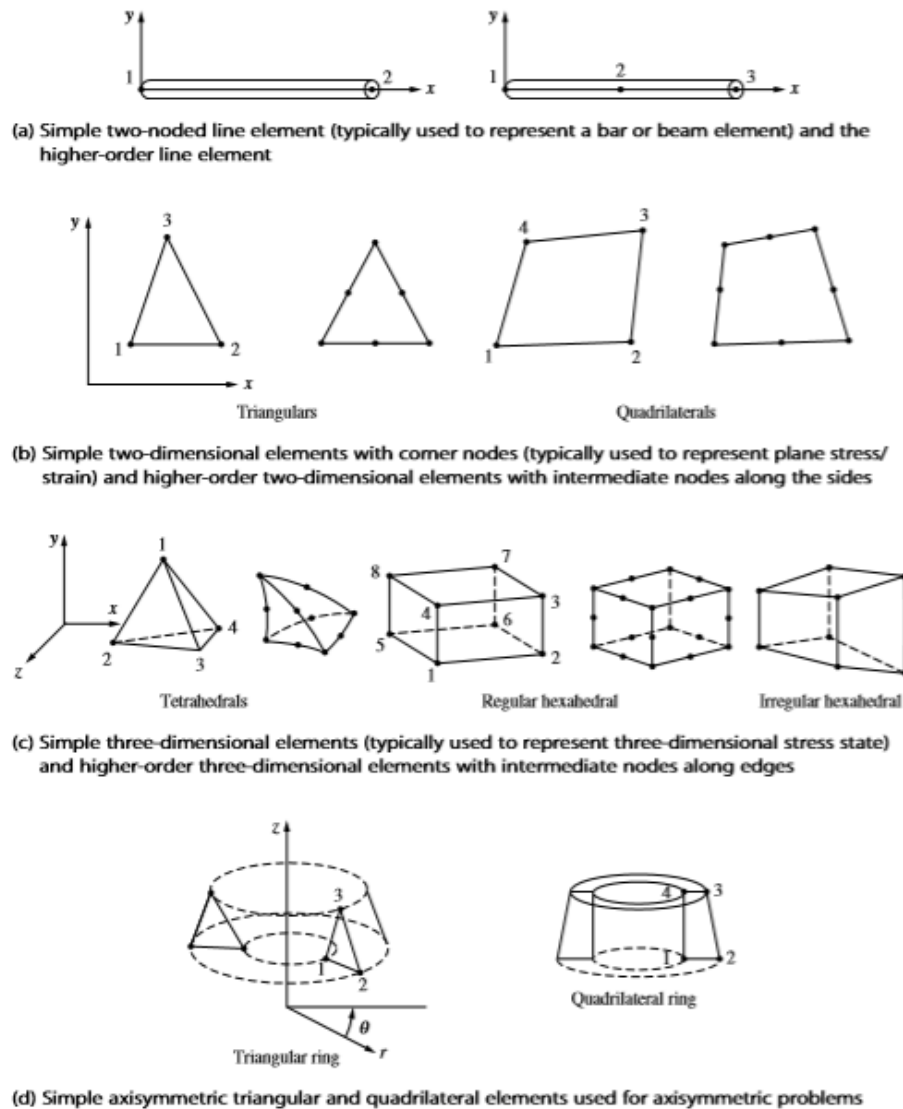 y y
1 2 x 1 2 3 x
(a) Simple two-noded line element (typically used to represent a bar or beam element) and the
higher-order line element
y 3 4 3
1 2 1 2
x
Triangulars Quadrilaterals
(b) Simple two-dimensional elements with corner nodes (typically used to represent plane stress/
strain) and higher-order two-dimensional elements with intermediate nodes along the sides
y 1 8 7
x 4 3
2 4 5 6
z 3 1 2
Tetrahedrals Regular hexahedral Irregular hexahedral
(c) Simple three-dimensional elements (typically used to represent three-dimensional stress state)
and higher-order three-dimensional elements with intermediate nodes along edges
z
3 4 3
1 1 2
2
Quadrilateral ring
θ
Triangular ring r
(d) Simple axisymmetric triangular and quadrilateral elements used for axisymmetric problems